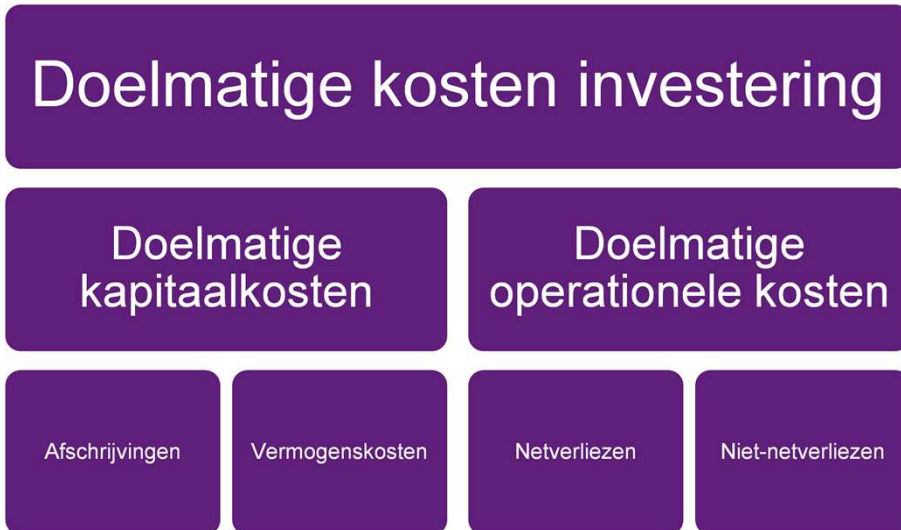 Doelmatige kosten investering
Doelmatige
kapitaalkosten
Doelmatige
operationele kosten
Afschrijvingen
Vermogenskosten
Netverliezen
Niet-netverliezen